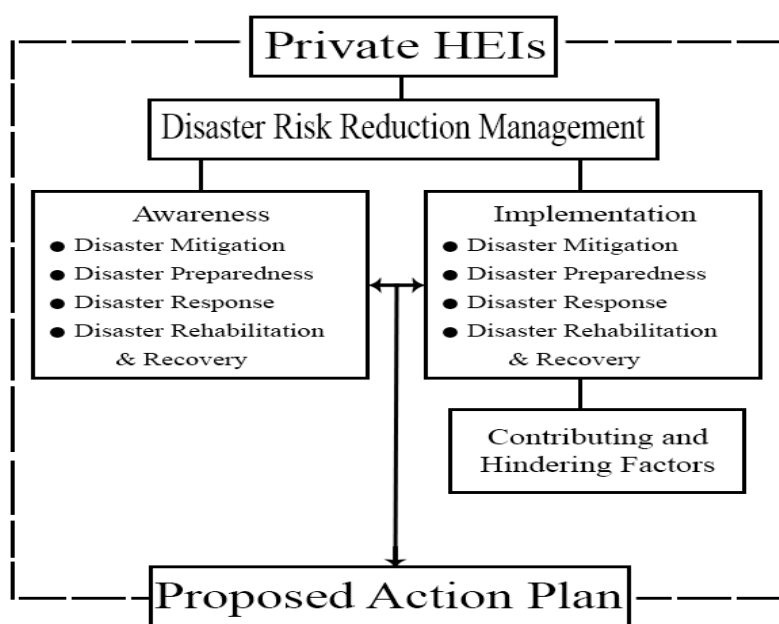 Private HEIs
Disaster Risk Reduction Management
Awareness
● Disaster Mitigation
● Disaster Preparedness
● Disaster Response
● Disaster Rehabilitation
& Recovery
Implementation
● Disaster Mitigation
● Disaster Preparedness
● Disaster Response
● Disaster Rehabilitation
& Recovery
Contributing and
Hindering Factors
Proposed Action Plan